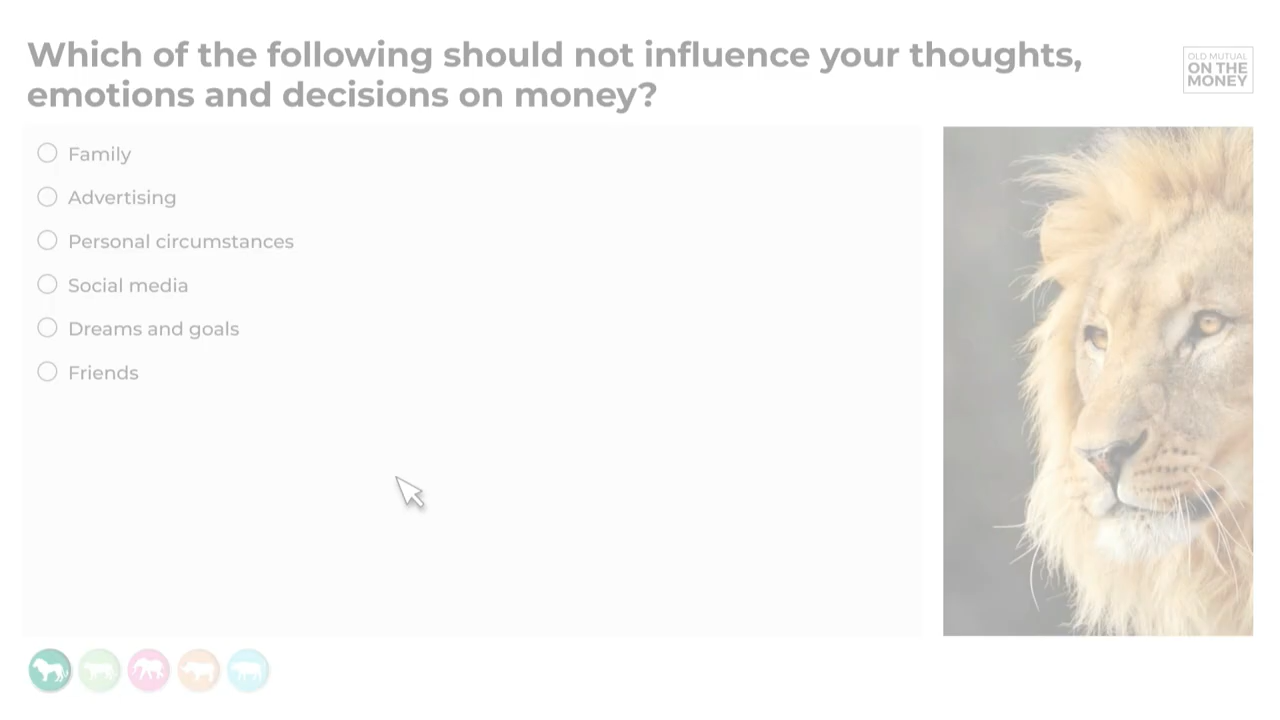 Which of the following should not influence your thoughts,
emotions and decisions on money?
OLD MUTUAL
ON THE
MONEY
Family
Advertising
Personal circumstances
Social media
Dreams and goals
Friends